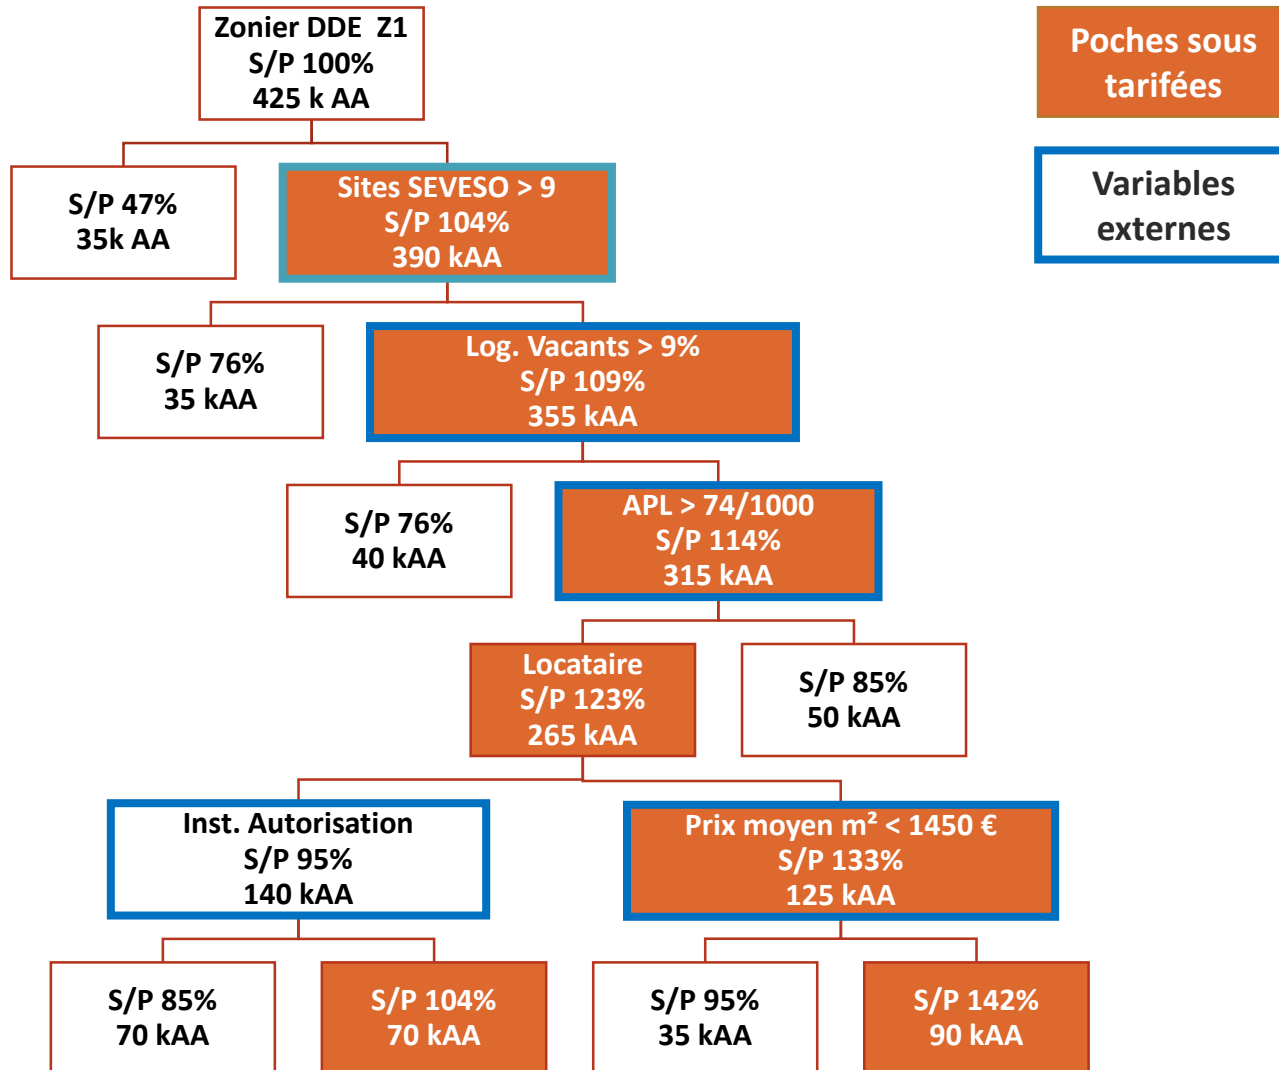 Zonier DDE Z1
S/P 100%
425 k AA
Poches sous
tarifées
Variables
externes
S/P 47%
35k AA
Sites SEVESO > 9
S/P 104%
390 kAA
S/P 76%
35 kAA
Log. Vacants > 9%
S/P 109%
355 kAA
S/P 76%
40 kAA
APL > 74/1000
S/P 114%
315 kAA
Locataire
S/P 123%
265 kAA
S/P 85%
50 kAA
Inst. Autorisation
S/P 95%
140 kAA
Prix moyen m² < 1450 €
S/P 133%
125 kAA
S/P 85%
70 kAA
S/P 104%
70 kAA
S/P 95%
35 kAA
S/P 142%
90 kAA